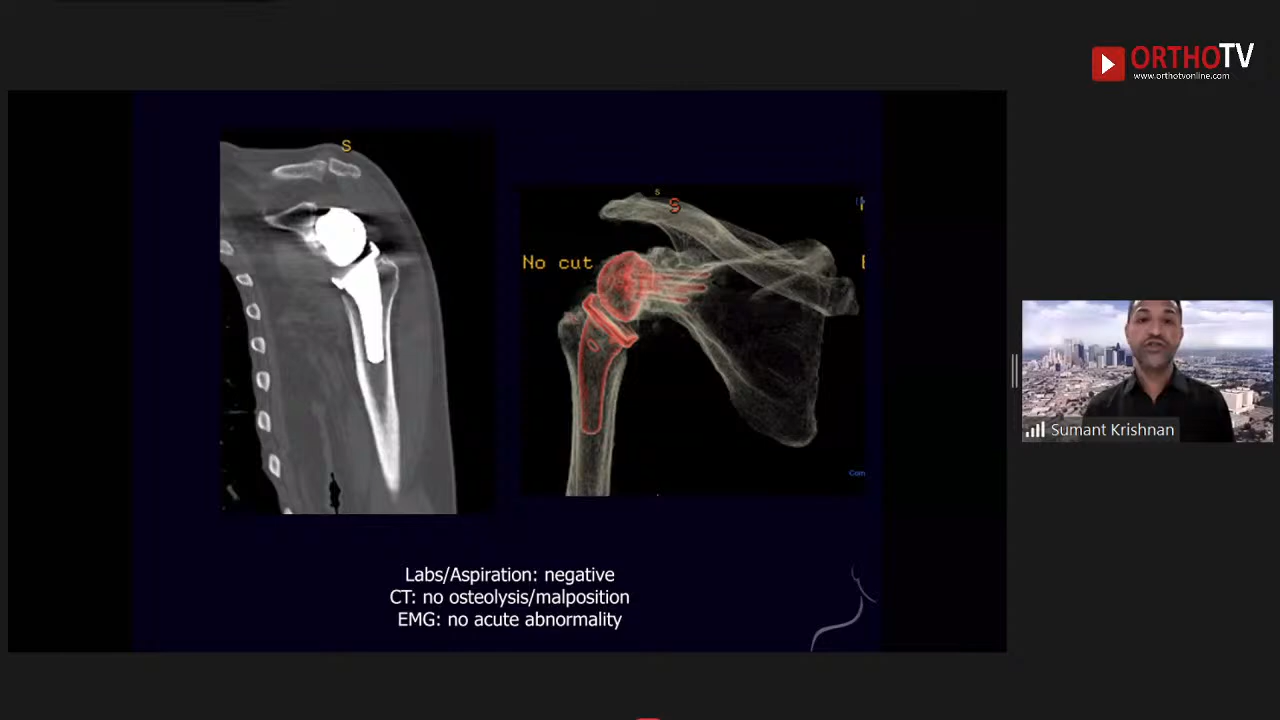 ORTHOTV
www.orthotvonline.com
S
S
S
No cut
Labs/Aspiration: negative
CT: no osteolysis/malposition
EMG: no acute abnormality
Com
Sumant Krishnan